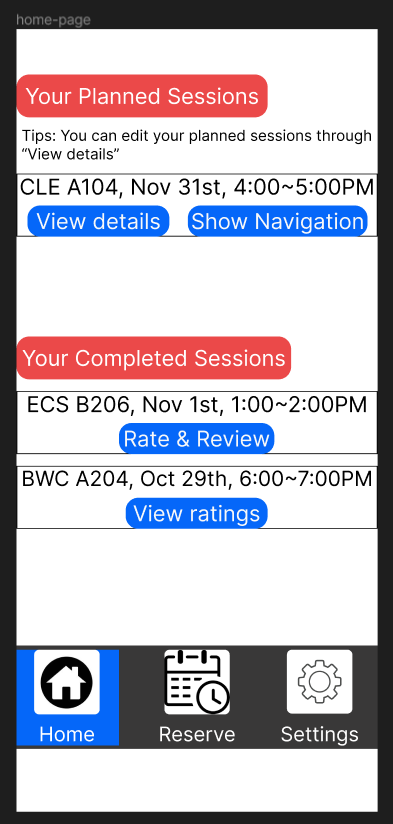 home-page
Your Planned Sessions
Tips: You can edit your planned sessions through
“View details”
CLE A104, Nov 31st, 4:00~5:00PM
View details
Show Navigation
Your Completed Sessions
ECS B206, Nov 1st, 1:00~2:00PM
Rate & Review
BWC A204, Oct 29th, 6:00~7:00PM
View ratings
Home
Reserve
Settings